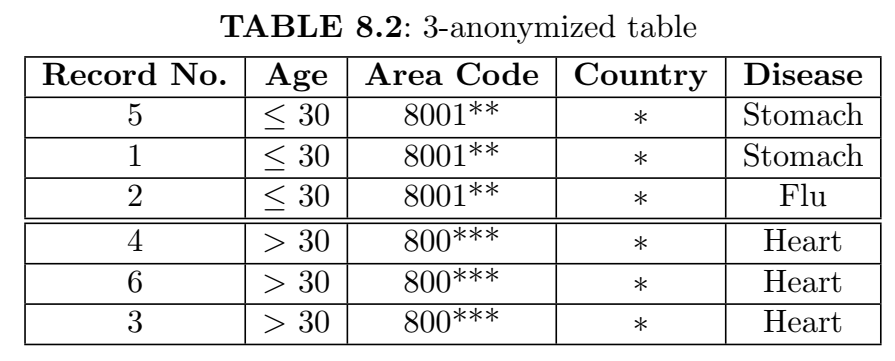 TABLE 8.2: 3-anonymized table
Record No. Age Area Code Country Disease
5 ≤ 30 8001** * Stomach
1 ≤ 30 8001** * Stomach
2 ≤ 30 8001** * Flu
4 > 30 800*** * Heart
6 > 30 800*** * Heart
3 > 30 800*** * Heart